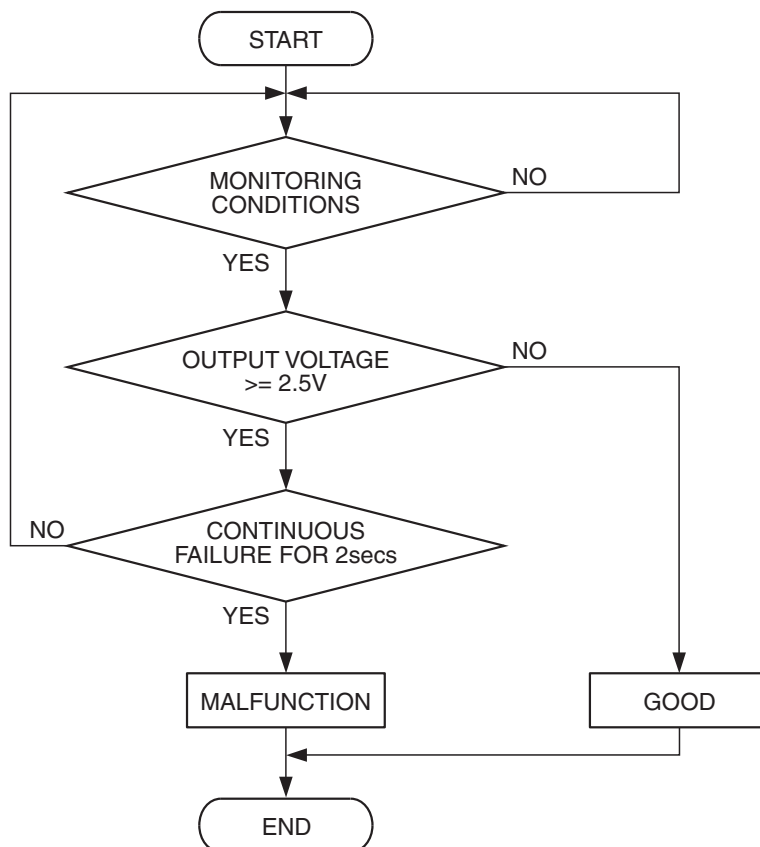 START
MONITORING
CONDITIONS
NO
YES
OUTPUT VOLTAGE
>= 2.5V
NO
YES
CONTINUOUS
FAILURE FOR 2secs
NO
YES
MALFUNCTION
GOOD
END